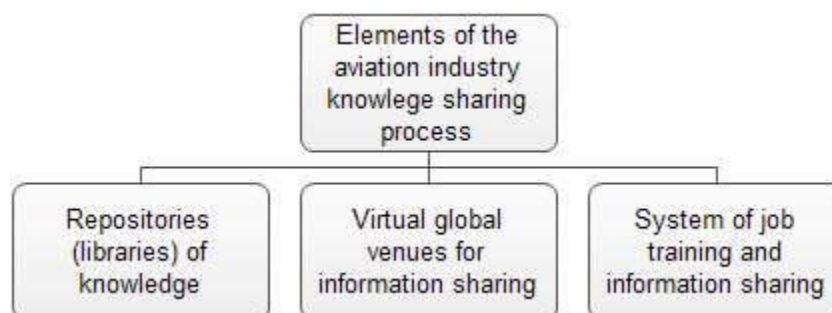 Elements of the
aviation industry
knowlege sharing
process
Repositories
(libraries) of
knowledge
Virtual global
venues for
information sharing
System of job
training and
information sharing